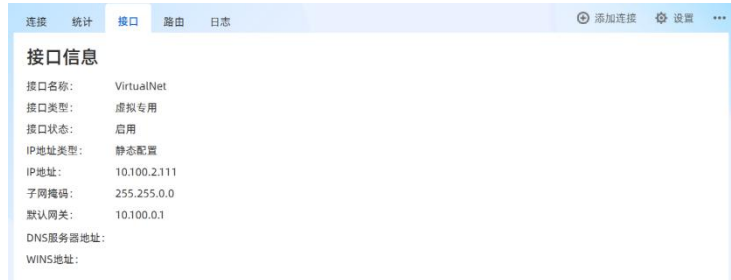 连接 统计 接口 路由 日志 添加连接 设置 •••
接口信息
接口名称: VirtualNet
接口类型: 虚拟专用
接口状态: 启用
IP地址类型: 静态配置
IP地址: 10.100.2.111
子网掩码: 255.255.0.0
默认网关: 10.100.0.1
DNS服务器地址:
WINS地址: